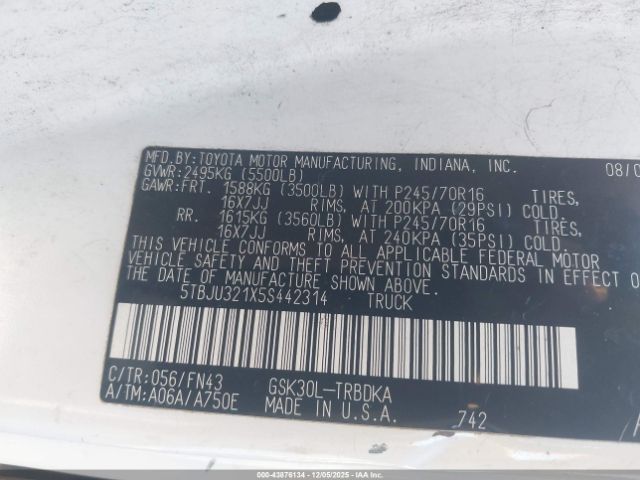 MFD.BY:TOYOTA MOTOR MANUFACTURING, INDIANA, INC. 08/0
GVWR:2495KG (5500LB)
GAWR:FRT. 1588KG (3500LB) WITH P245/70R16 TIRES,
16X7JJ RIMS, AT 200KPA (29PSI) COLD.
RR. 1615KG (3560LB) WITH P245/70R16 TIRES,
16X7JJ RIMS, AT 240KPA (35PSI) COLD.
THIS VEHICLE CONFORMS TO ALL APPLICABLE FEDERAL MOTOR
VEHICLE SAFETY AND THEFT PREVENTION STANDARDS IN EFFECT O
THE DATE OF MANUFACTURE SHOWN ABOVE.
5TBJU321X5S442314 TRUCK
C/TR:056/FN43 GSK30L-TRBDKA
A/TM:A06A/A750E MADE IN U.S.A. 742
000-43876134 - 12/05/2025 - IAAI.COM